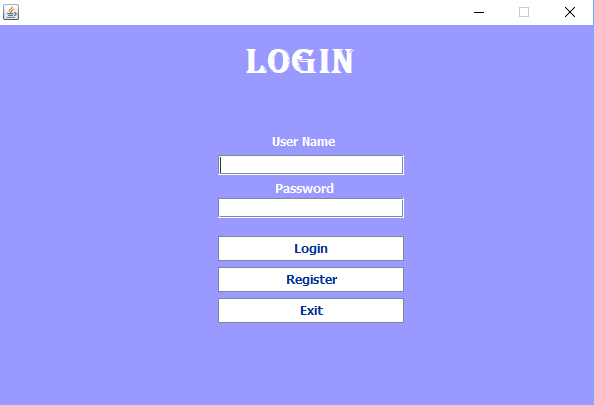 LOGIN
User Name
Password
Login
Register
Exit